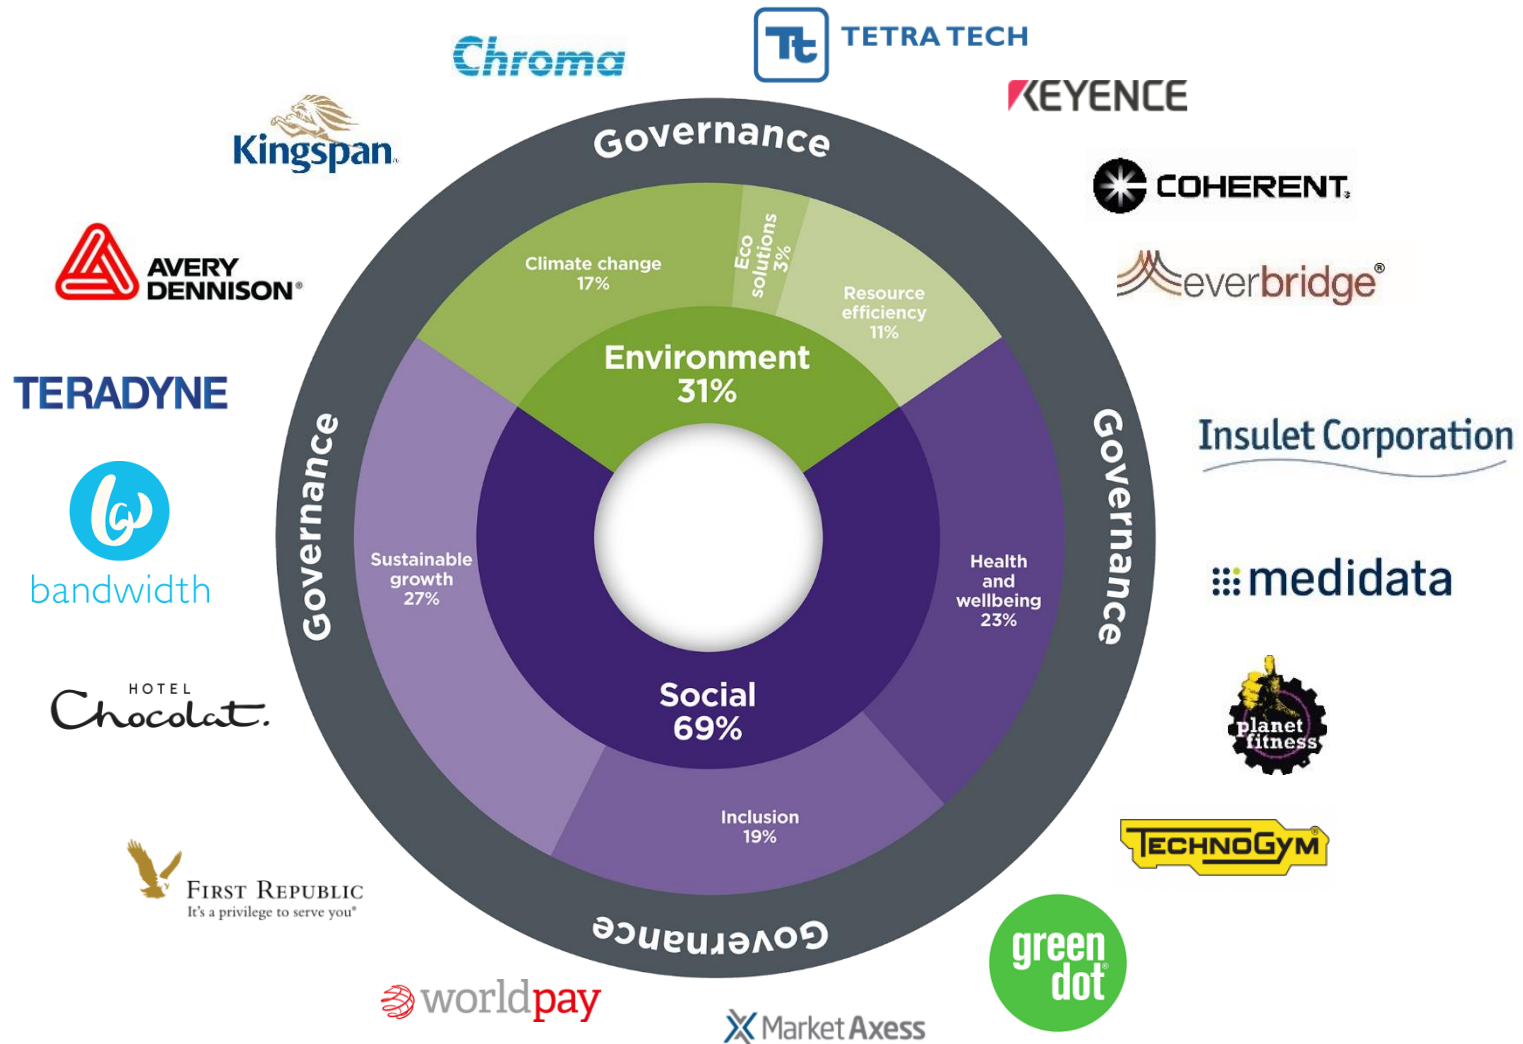 Chroma
Tt TETRA TECH
KEYENCE
Kingspan
COHERENT
AVERY
DENNISON®
everbridge®
TERADYNE
Insulet Corporation
bandwidth
medidata
HOTEL
Chocolat.
planet
fitness
TECHNOGYM®
FIRST REPUBLIC
It's a privilege to serve you®
green
dot®
worldpay
MarketAxess
Governance
Governance
Governance
Governance
Climate change
17%
Eco
solutions
3%
Resource
efficiency
11%
Environment
31%
Sustainable
growth
27%
Health
and
wellbeing
23%
Social
69%
Inclusion
19%